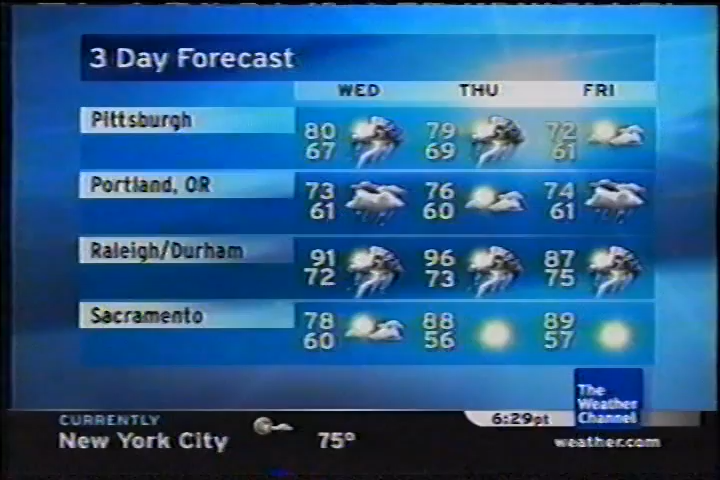 3 Day Forecast
WED THU FRI
Pittsburgh 80 79 72
67 69 61
Portland, OR 73 76 74
61 60 61
Raleigh/Durham 91 96 87
72 73 75
Sacramento 78 88 89
60 56 57
The
Weather
Channel
CURRENTLY 6:29pt
New York City 75° weather.com